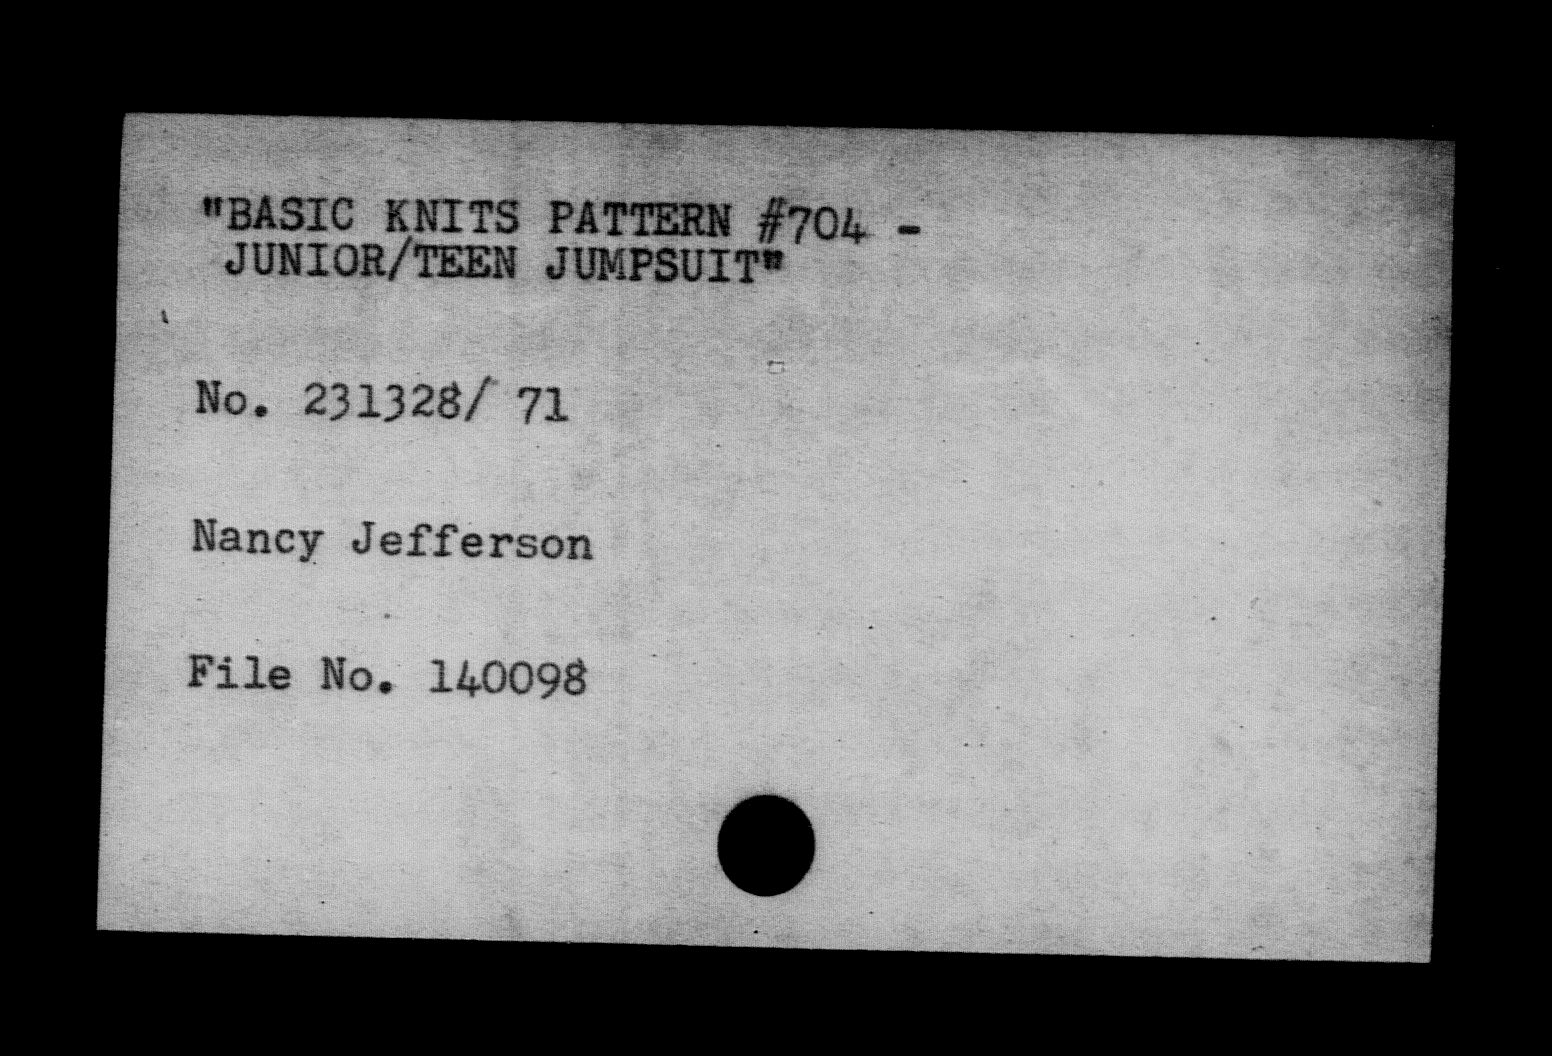 "BASIC KNITS PATTERN #704 -
JUNIOR/TEEN JUMPSUIT"
No. 231328/ 71
Nancy Jefferson
File No. 140098